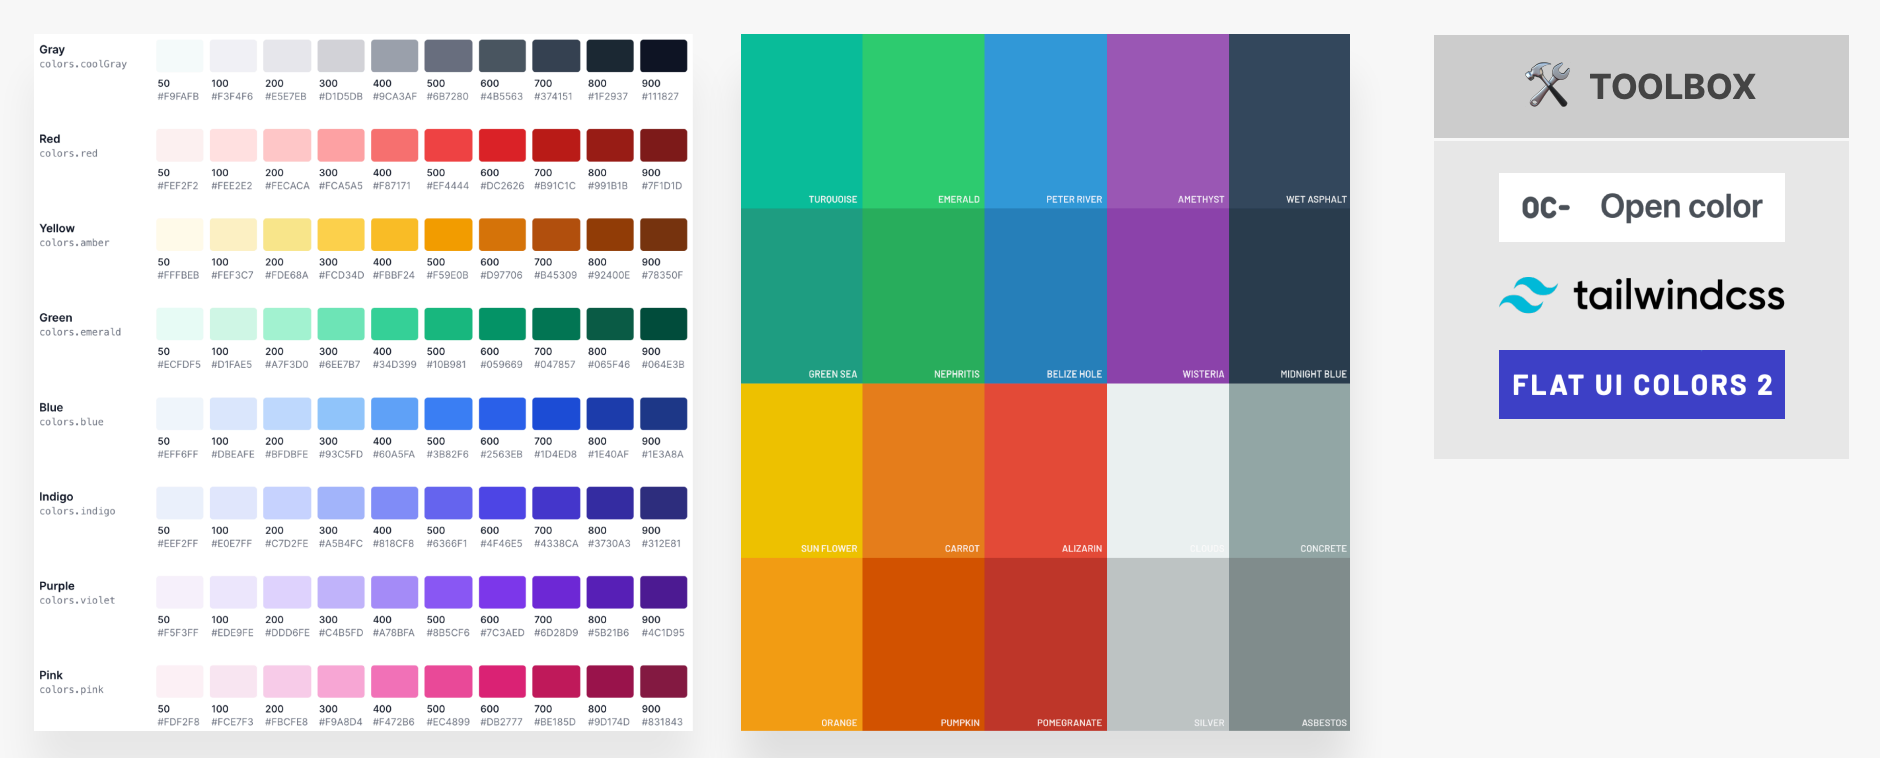 Gray
colors.coolGray
50 100 200 300 400 500 600 700 800 900
#F9FAFB #F3F4F6 #E5E7EB #D1D5DB #9CA3AF #6B7280 #4B5563 #374151 #1F2937 #111827
Red
colors.red
50 100 200 300 400 500 600 700 800 900
#FEF2F2 #FEE2E2 #FECACA #FCA5A5 #F87171 #EF4444 #DC2626 #B91C1C #991B1B #7F1D1D
Yellow
colors.amber
50 100 200 300 400 500 600 700 800 900
#FFFBEB #FEF3C7 #FDE68A #FCD34D #FBBF24 #F59E0B #D97706 #B45309 #92400E #78350F
Green
colors.emerald
50 100 200 300 400 500 600 700 800 900
#ECFDF5 #D1FAE5 #A7F3D0 #6EE7B7 #34D399 #10B981 #059669 #047857 #065F46 #064E3B
Blue
colors.blue
50 100 200 300 400 500 600 700 800 900
#EFF6FF #DBEAFE #BFDBFE #93C5FD #60A5FA #3B82F6 #2563EB #1D4ED8 #1E40AF #1E3A8A
Indigo
colors.indigo
50 100 200 300 400 500 600 700 800 900
#EEF2FF #E0E7FF #C7D2FE #A5B4FC #818CF8 #6366F1 #4F46E5 #4338CA #3730A3 #312E81
Purple
colors.violet
50 100 200 300 400 500 600 700 800 900
#F5F3FF #EDE9FE #DDD6FE #C4B5FD #A78BFA #8B5CF6 #7C3AED #6D28D9 #5B21B6 #4C1D95
Pink
colors.pink
50 100 200 300 400 500 600 700 800 900
#FDF2F8 #FCE7F3 #FBCFE8 #F9A8D4 #F472B6 #EC4899 #DB2777 #BE185D #9D174D #831843
TURQUOISE EMERALD PETER RIVER AMETHYST WET ASPHALT
GREEN SEA NEPHRITIS BELIZE HOLE WISTERIA MIDNIGHT BLUE
SUN FLOWER CARROT ALIZARIN CLOUDS CONCRETE
ORANGE PUMPKIN POMEGRANATE SILVER ASBESTOS
TOOLBOX
oc- Open color
tailwindcss
FLAT UI COLORS 2